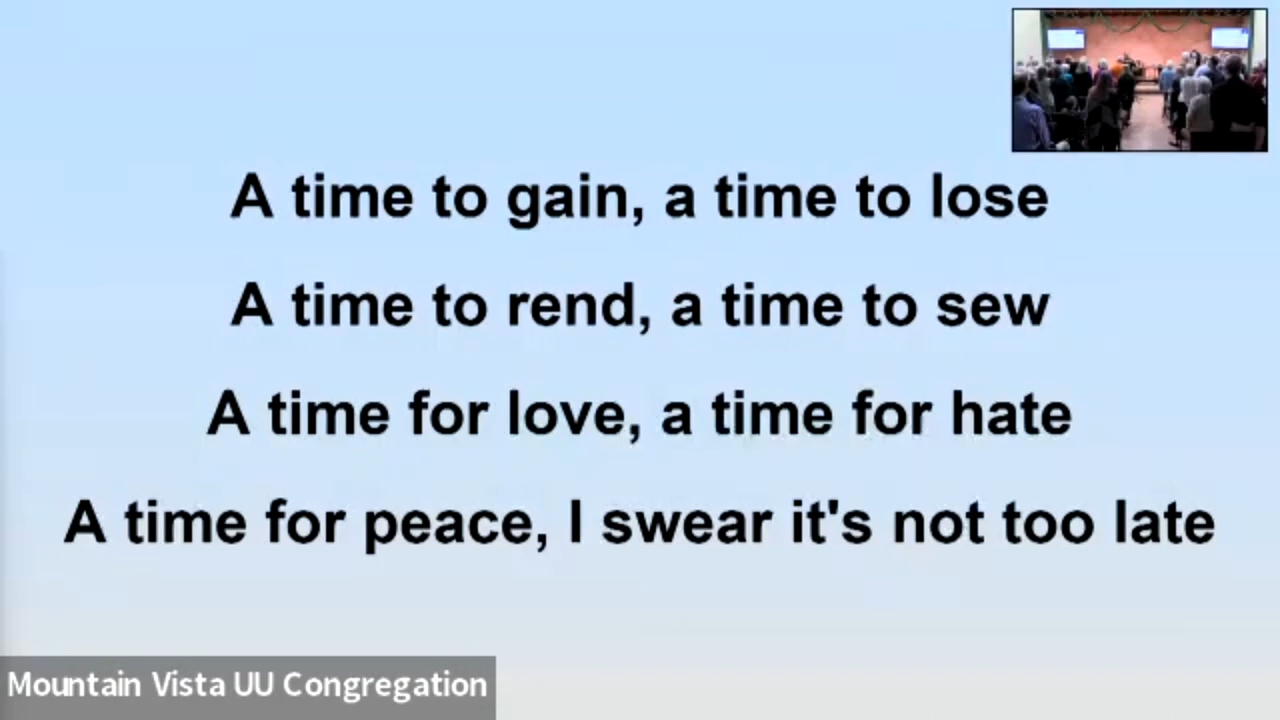 A time to gain, a time to lose
A time to rend, a time to sew
A time for love, a time for hate
A time for peace, I swear it's not too late
Mountain Vista UU Congregation